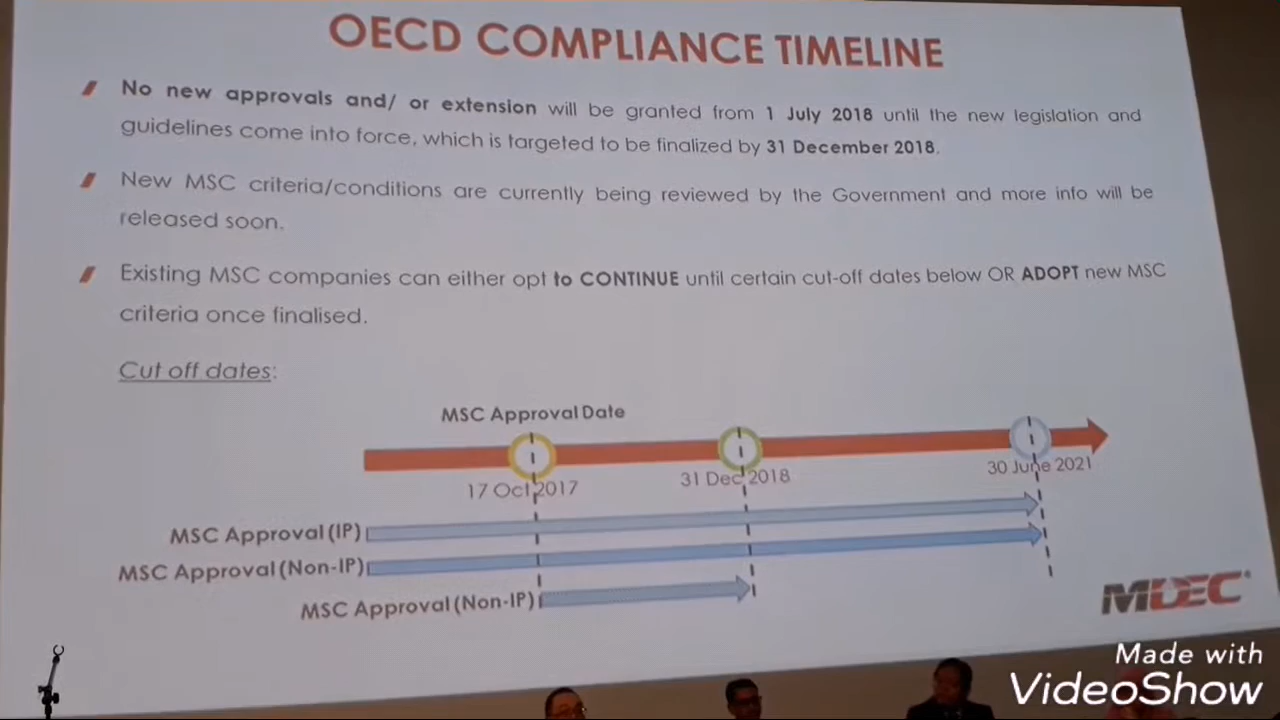 OECD COMPLIANCE TIMELINE
No new approvals and/ or extension will be granted from 1 July 2018 until the new legislation and
guidelines come into force, which is targeted to be finalized by 31 December 2018.
New MSC criteria/conditions are currently being reviewed by the Government and more info will be
released soon.
Existing MSC companies can either opt to CONTINUE until certain cut-off dates below OR ADOPT new MSC
criteria once finalised.
Cut off dates:
MSC Approval Date
17 Oct 2017
31 Dec 2018
30 June 2021
MSC Approval (IP)
MSC Approval (Non-IP)
MSC Approval (Non-IP)
MDEC
Made with
VideoShow